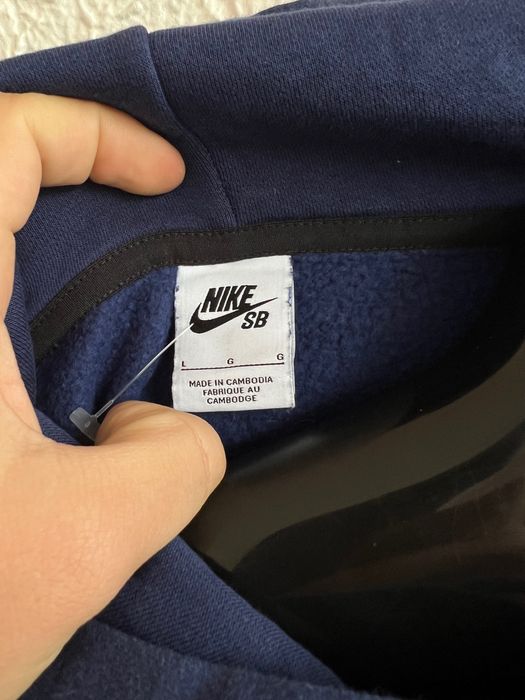 NIKE
SB
L G G
MADE IN CAMBODIA
FABRIQUE AU
CAMBODGE